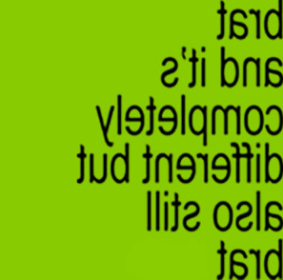 brat
and it's
completely
different but
also still
brat